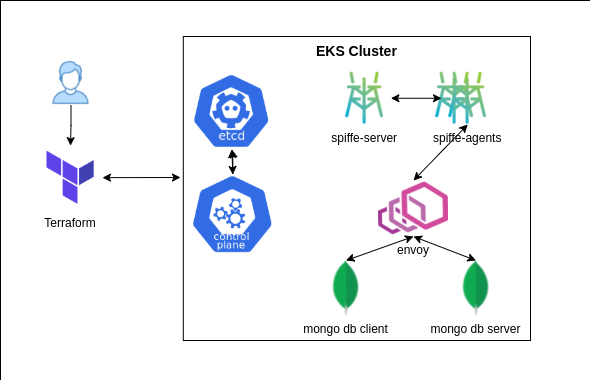 EKS Cluster
etcd
spiffe-server
spiffe-agents
Terraform
control
plane
envoy
mongo db client
mongo db server